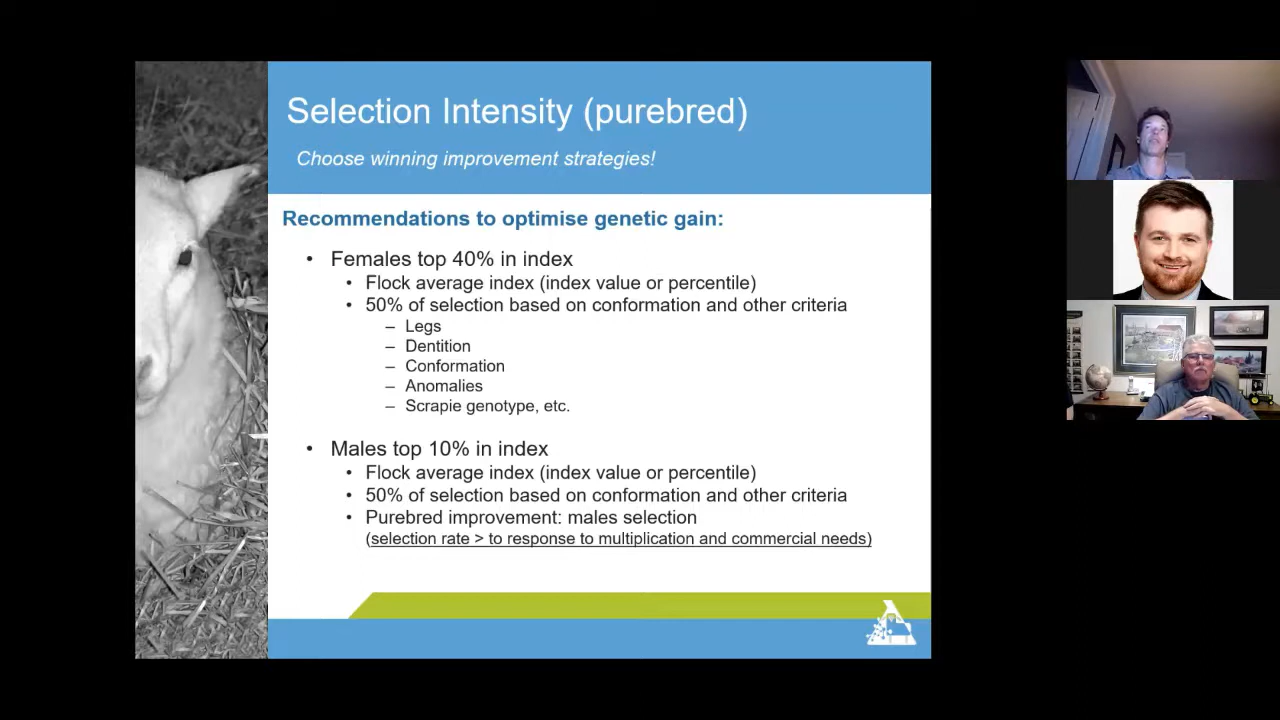 Selection Intensity (purebred)
Choose winning improvement strategies!
Recommendations to optimise genetic gain:
• Females top 40% in index
• Flock average index (index value or percentile)
• 50% of selection based on conformation and other criteria
– Legs
– Dentition
– Conformation
– Anomalies
– Scrapie genotype, etc.
• Males top 10% in index
• Flock average index (index value or percentile)
• 50% of selection based on conformation and other criteria
• Purebred improvement: males selection
(selection rate > to response to multiplication and commercial needs)